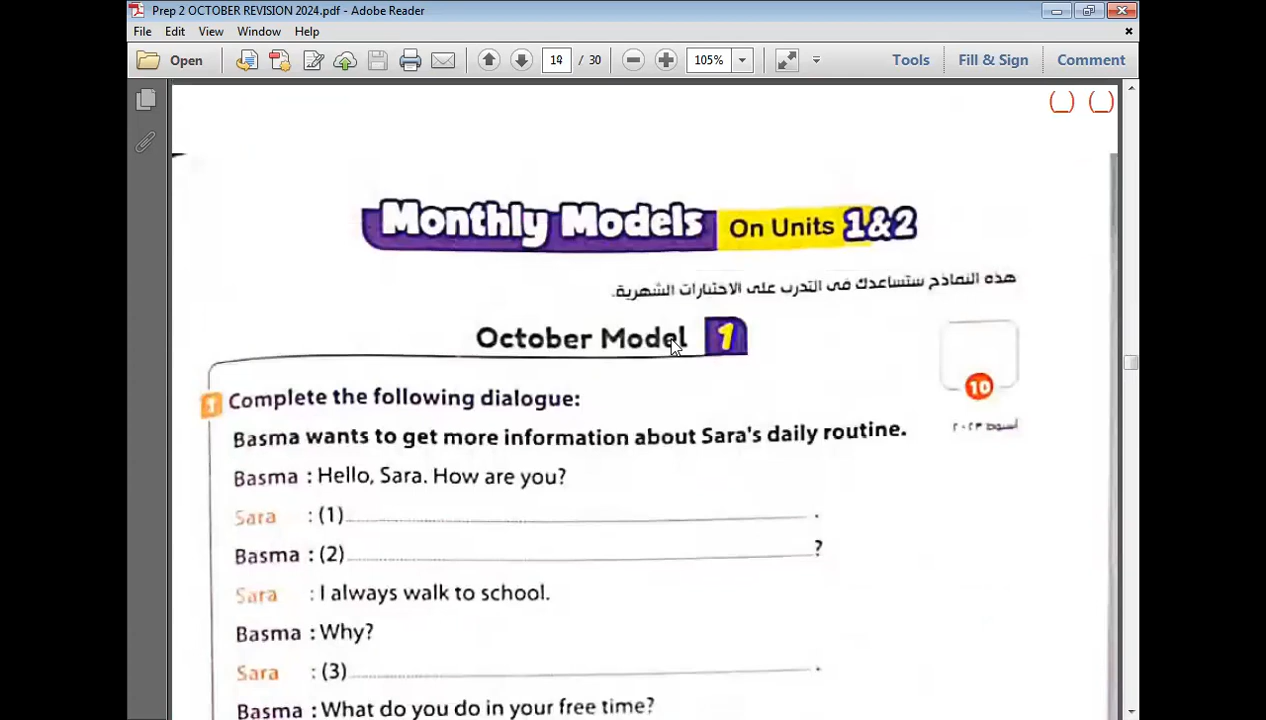 Prep 2 OCTOBER REVISION 2024.pdf - Adobe Reader
File Edit View Window Help
Open 14 / 30 105% Tools Fill & Sign Comment
(_) (_)
Monthly Models On Units 1&2
هذه النماذج ستساعدك فى التدرب على الاختبارات الشهرية.
October Model 1
10
أسيوط ٢٠٢٣
1 Complete the following dialogue:
Basma wants to get more information about Sara's daily routine.
Basma : Hello, Sara. How are you?
Sara : (1) .
Basma : (2) ?
Sara : I always walk to school.
Basma : Why?
Sara : (3) .
Basma : What do you do in your free time?